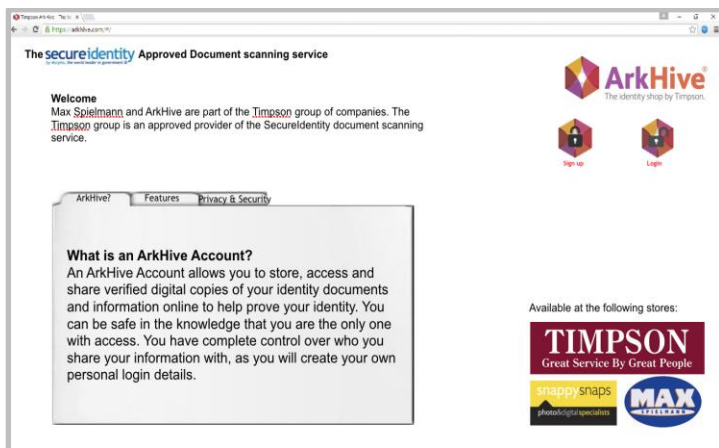 Timpson ArkHive - The Id
https://arkhive.com/#/
The secureidentity Approved Document scanning service
ArkHive®
The identity shop by Timpson.
Welcome
Max Spielmann and ArkHive are part of the Timpson group of companies. The
Timpson group is an approved provider of the SecureIdentity document scanning
service.
Sign up
Login
ArkHive?
Features
Privacy & Security
What is an ArkHive Account?
An ArkHive Account allows you to store, access and
share verified digital copies of your identity documents
and information online to help prove your identity. You
can be safe in the knowledge that you are the only one
with access. You have complete control over who you
share your information with, as you will create your own
personal login details.
Available at the following stores:
TIMPSON
Great Service By Great People
snappysnaps
photo&digitalspecialists
MAX
SPIELMANN